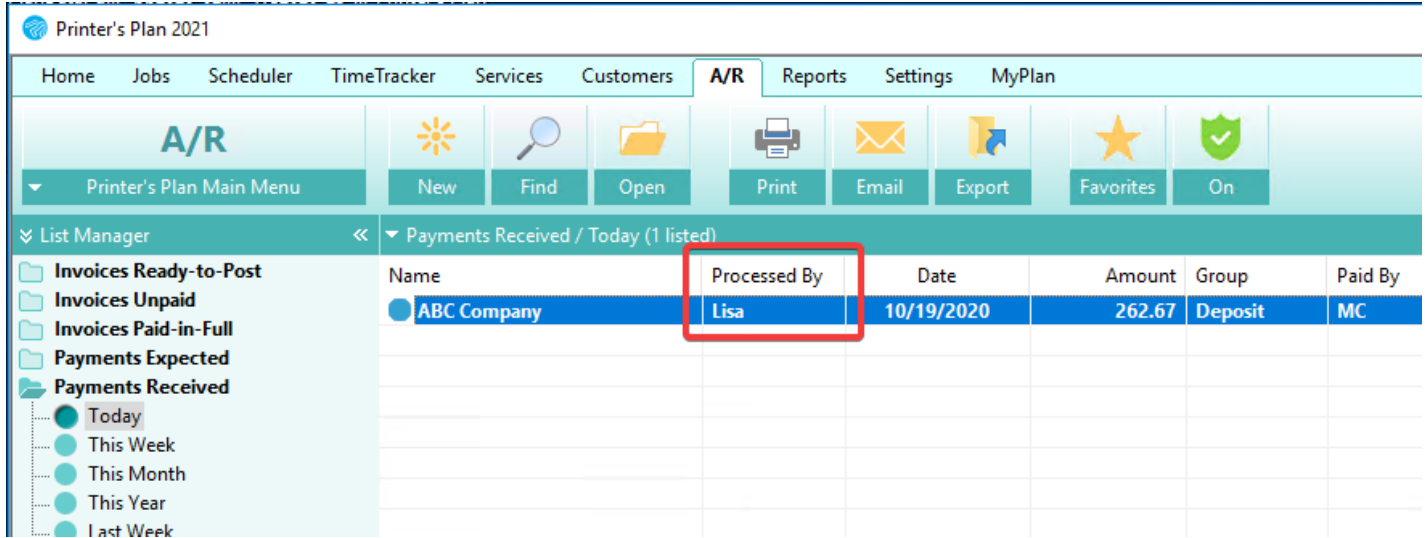 Printer's Plan 2021
Home Jobs Scheduler TimeTracker Services Customers A/R Reports Settings MyPlan
A/R
Printer's Plan Main Menu New Find Open Print Email Export Favorites On
List Manager Payments Received / Today (1 listed)
Invoices Ready-to-Post Name Processed By Date Amount Group Paid By
Invoices Unpaid ABC Company Lisa 10/19/2020 262.67 Deposit MC
Invoices Paid-in-Full
Payments Expected
Payments Received
Today
This Week
This Month
This Year
Last Week